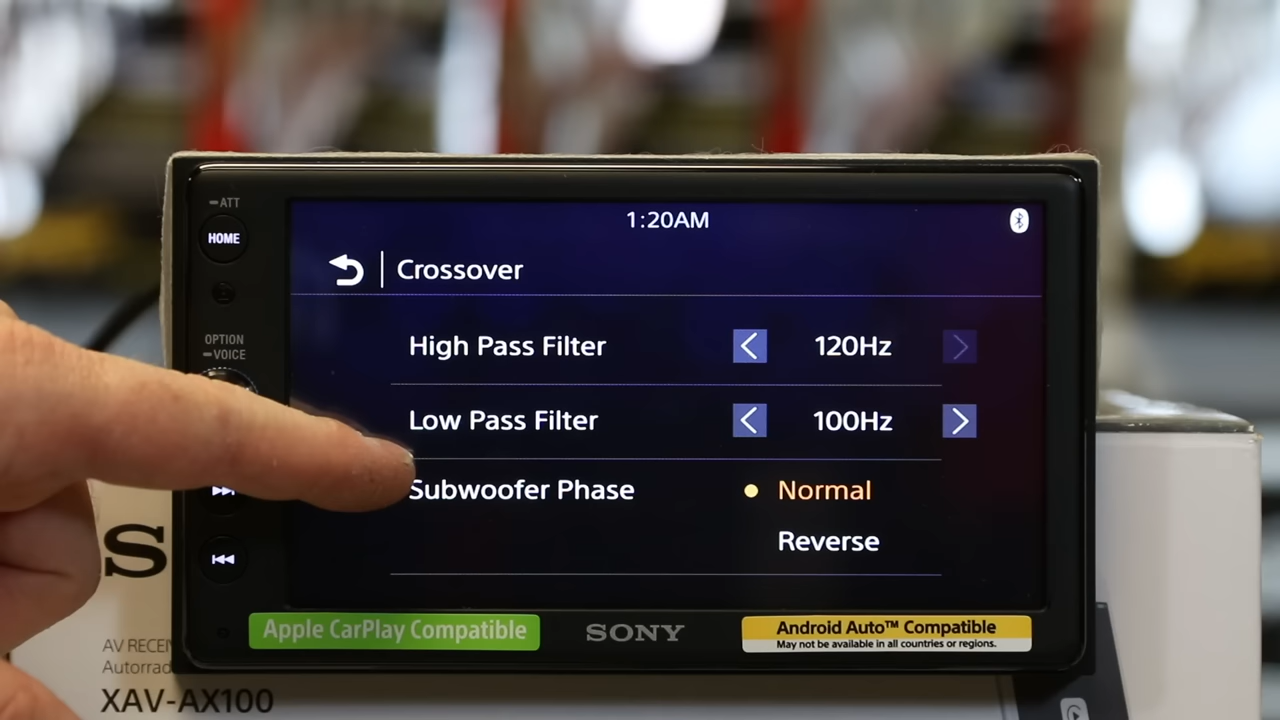 ATT
HOME
1:20AM
Crossover
OPTION
VOICE
High Pass Filter 120Hz
Low Pass Filter 100Hz
Subwoofer Phase Normal
Reverse
Apple CarPlay Compatible
SONY
Android Auto™ Compatible
May not be available in all countries or regions.
S
AV RECEI
Autorrad
XAV-AX100